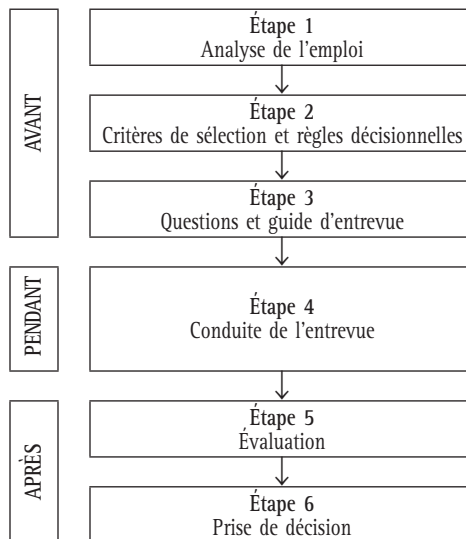 AVANT
Étape 1
Analyse de l'emploi
Étape 2
Critères de sélection et règles décisionnelles
Étape 3
Questions et guide d'entrevue
PENDANT
Étape 4
Conduite de l'entrevue
APRÈS
Étape 5
Évaluation
Étape 6
Prise de décision